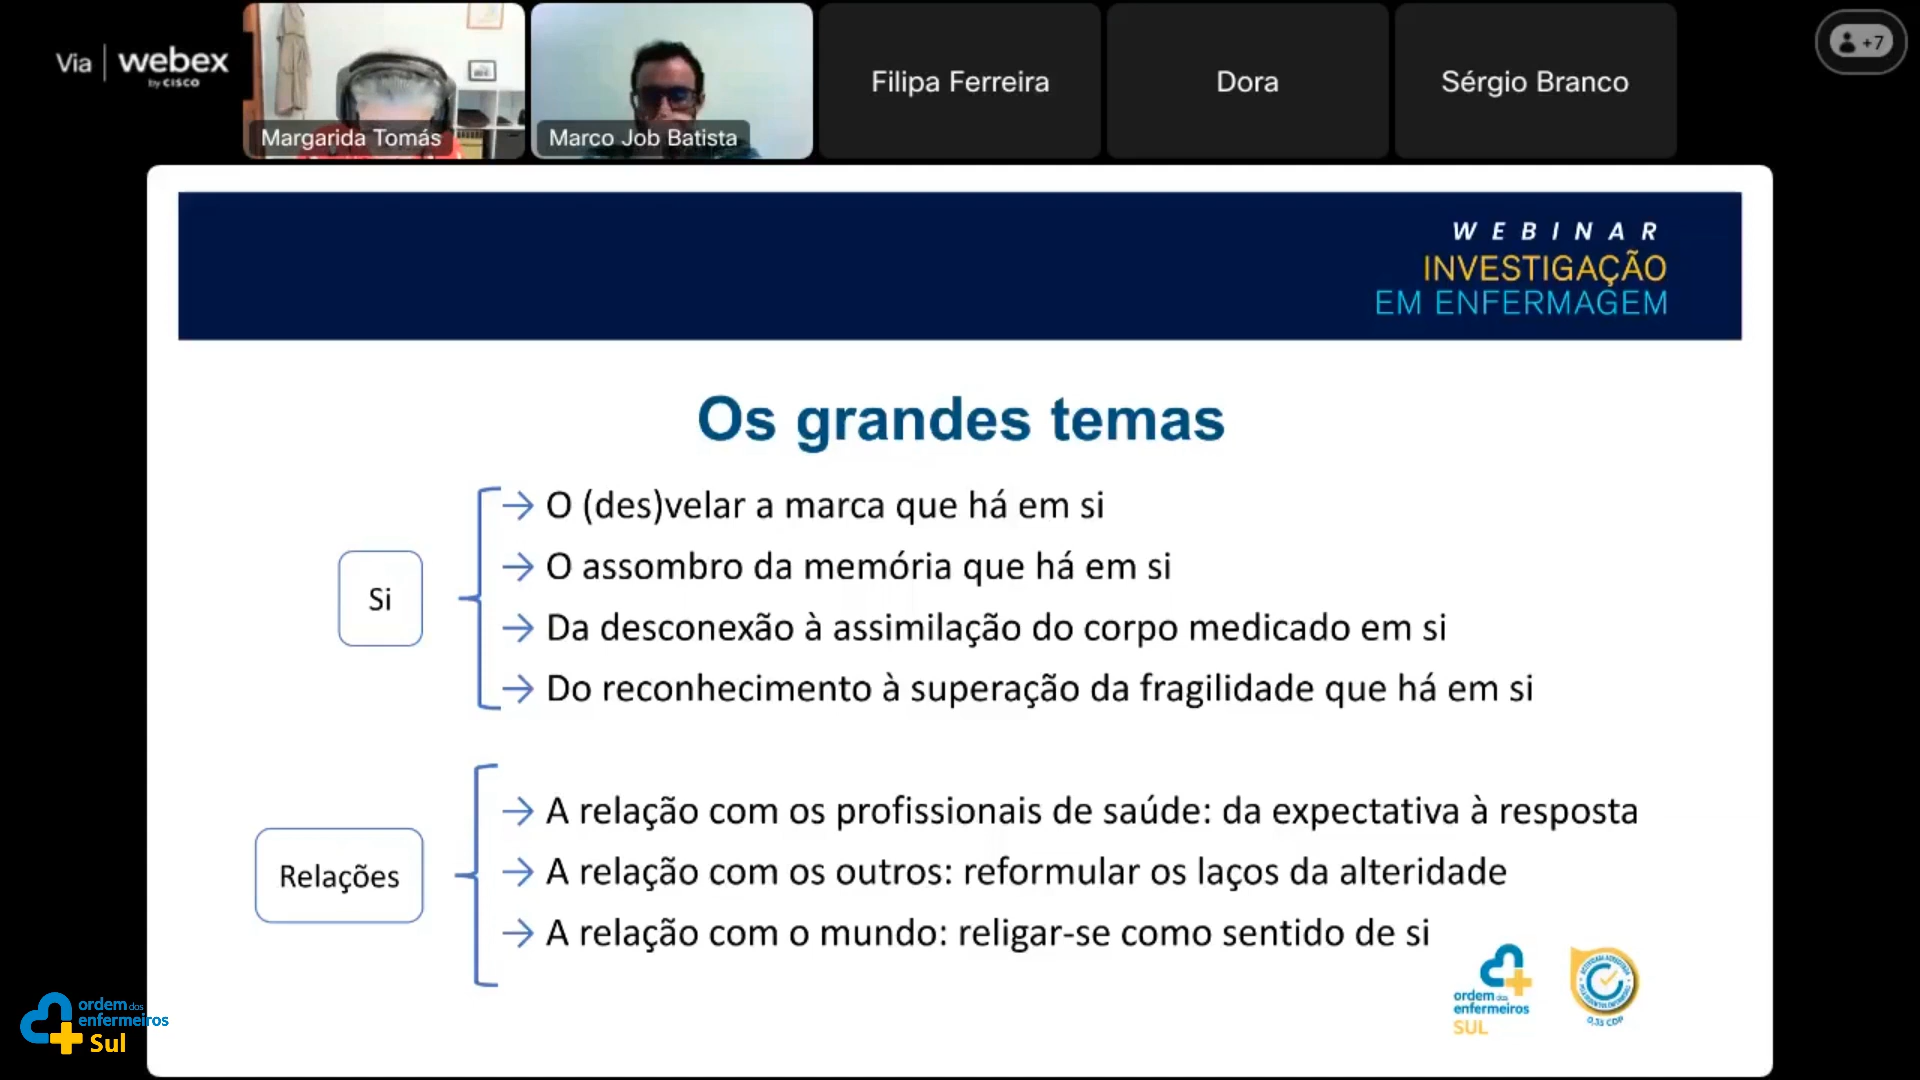 Via webex
by CISCO
Margarida Tomás
Marco Job Batista
Filipa Ferreira
Dora
Sérgio Branco
+7
WEBINAR
INVESTIGAÇÃO
EM ENFERMAGEM
Os grandes temas
Si
→ O (des)velar a marca que há em si
→ O assombro da memória que há em si
→ Da desconexão à assimilação do corpo medicado em si
→ Do reconhecimento à superação da fragilidade que há em si
Relações
→ A relação com os profissionais de saúde: da expectativa à resposta
→ A relação com os outros: reformular os laços da alteridade
→ A relação com o mundo: religar-se como sentido de si
ordem dos
enfermeiros
SUL
0,35 CDP
ordem dos
enfermeiros
Sul